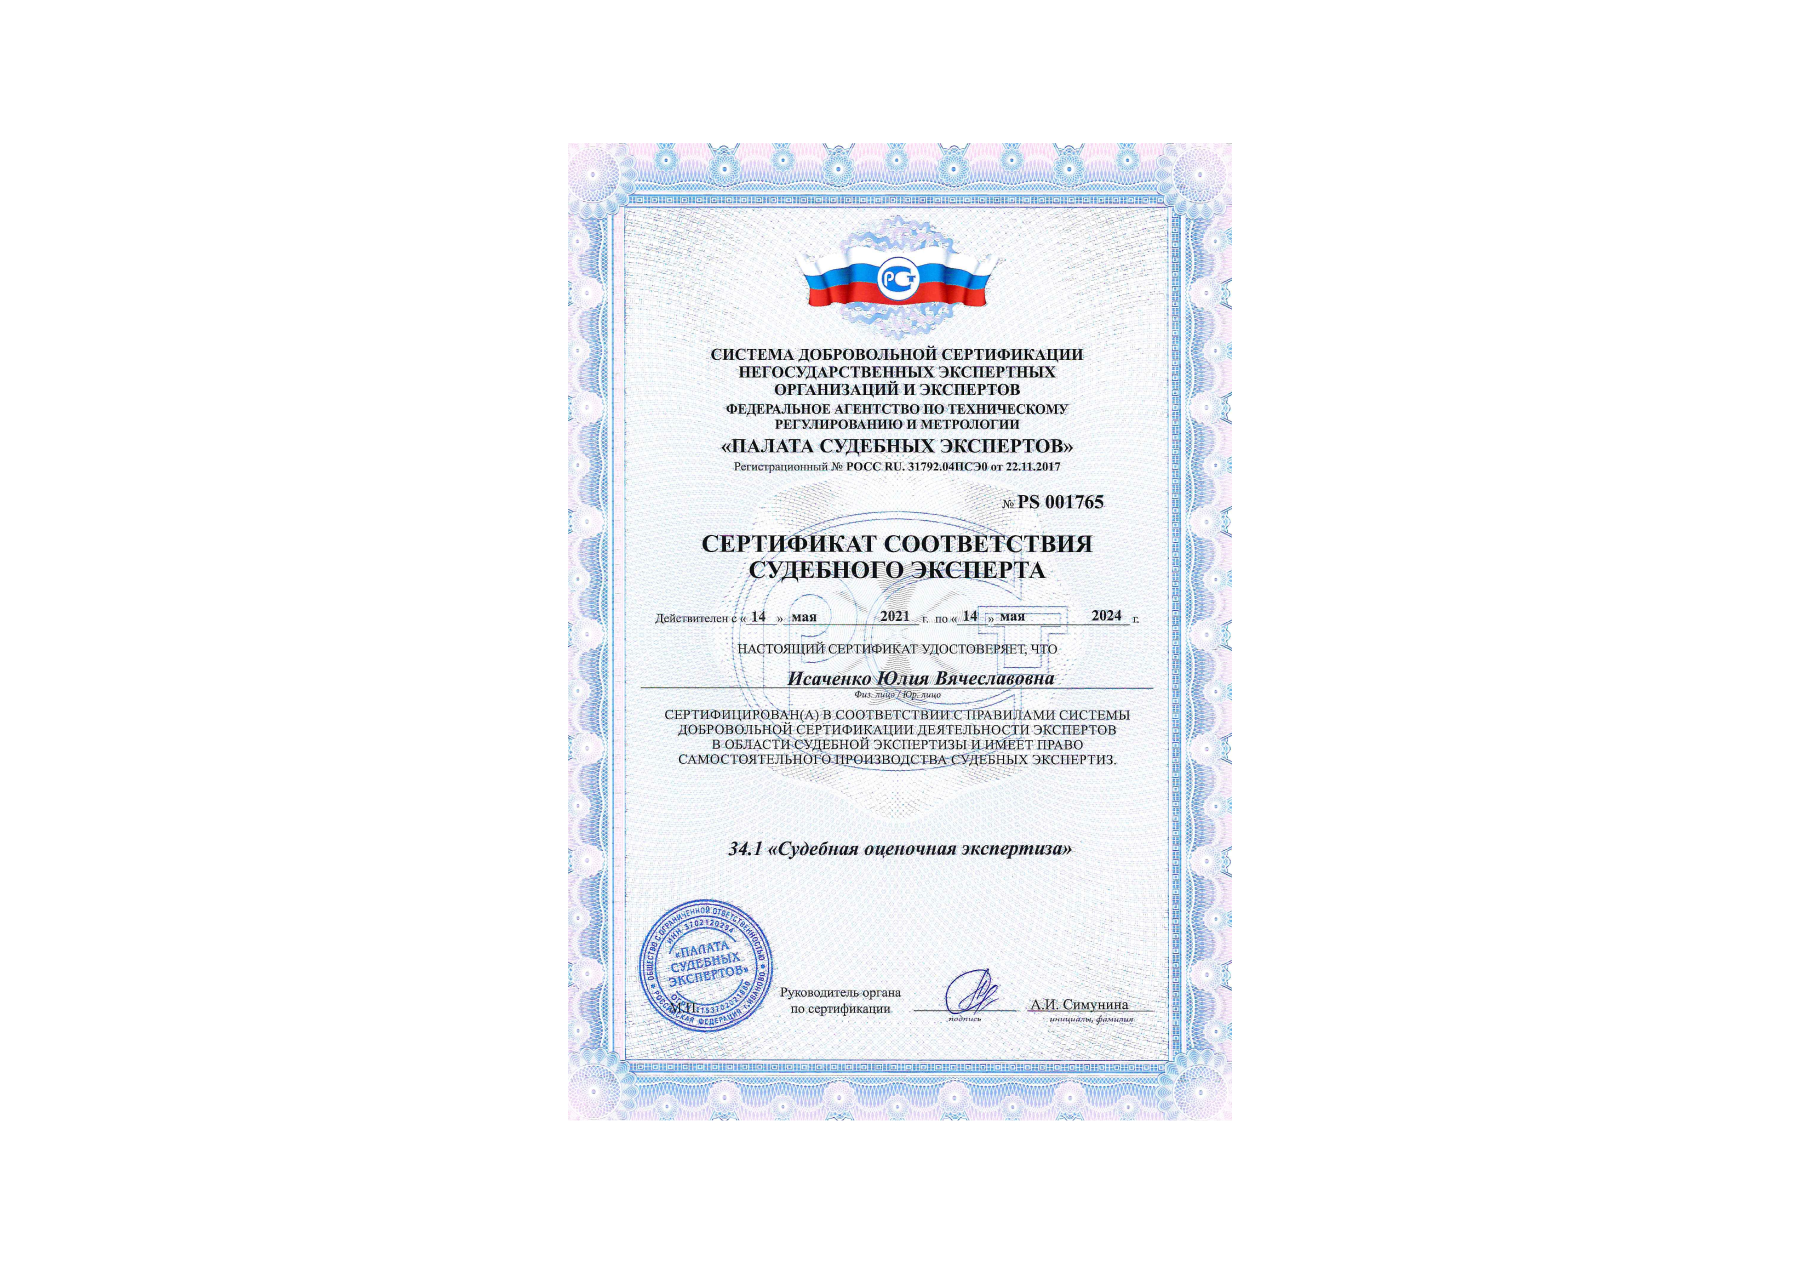 РСТ
СИСТЕМА ДОБРОВОЛЬНОЙ СЕРТИФИКАЦИИ
НЕГОСУДАРСТВЕННЫХ ЭКСПЕРТНЫХ
ОРГАНИЗАЦИЙ И ЭКСПЕРТОВ
ФЕДЕРАЛЬНОЕ АГЕНТСТВО ПО ТЕХНИЧЕСКОМУ
РЕГУЛИРОВАНИЮ И МЕТРОЛОГИИ
«ПАЛАТА СУДЕБНЫХ ЭКСПЕРТОВ»
Регистрационный № РОСС RU. 31792.04ПСЭ0 от 22.11.2017
№ PS 001765
СЕРТИФИКАТ СООТВЕТСТВИЯ
СУДЕБНОГО ЭКСПЕРТА
Действителен с « 14 » мая 2021 г. по « 14 » мая 2024 г.
НАСТОЯЩИЙ СЕРТИФИКАТ УДОСТОВЕРЯЕТ, ЧТО
Исаченко Юлия Вячеславовна
Физ. лицо / Юр. лицо
СЕРТИФИЦИРОВАН(А) В СООТВЕТСТВИИ С ПРАВИЛАМИ СИСТЕМЫ
ДОБРОВОЛЬНОЙ СЕРТИФИКАЦИИ ДЕЯТЕЛЬНОСТИ ЭКСПЕРТОВ
В ОБЛАСТИ СУДЕБНОЙ ЭКСПЕРТИЗЫ И ИМЕЕТ ПРАВО
САМОСТОЯТЕЛЬНОГО ПРОИЗВОДСТВА СУДЕБНЫХ ЭКСПЕРТИЗ.
34.1 «Судебная оценочная экспертиза»
ОБЩЕСТВО С ОГРАНИЧЕННОЙ ОТВЕТСТВЕННОСТЬЮ
ИНН 3702120294
«ПАЛАТА
СУДЕБНЫХ
ЭКСПЕРТОВ»
РОССИЙСКАЯ ФЕДЕРАЦИЯ г.ИВАНОВО
М.П.
Руководитель органа
по сертификации
подпись
А.И. Симунина
инициалы, фамилия